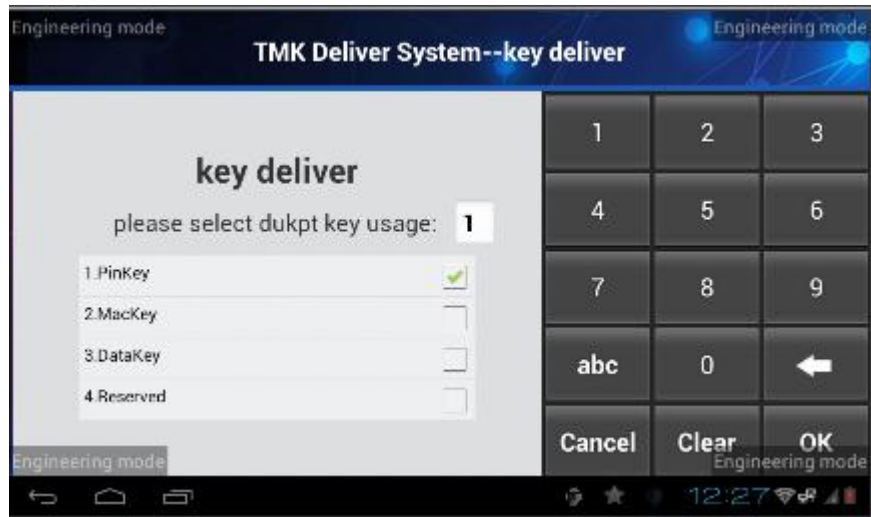 Engineering mode
Engineering mode
TMK Deliver System--key deliver
key deliver
please select dukpt key usage: 1
1.PinKey
2.MacKey
3.DataKey
4.Reserved
1 2 3
4 5 6
7 8 9
abc 0
Cancel Clear OK
Engineering mode
Engineering mode
12:27